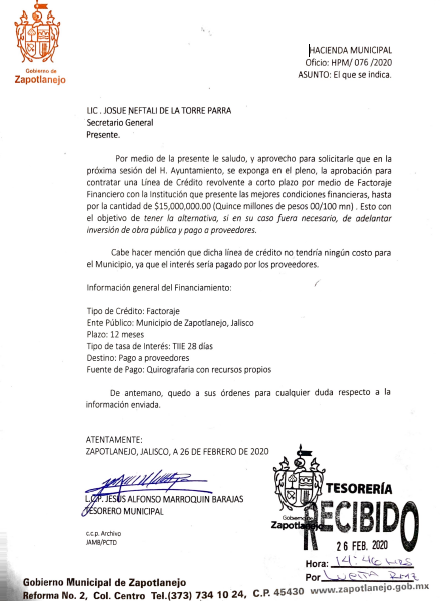 Gobierno de
Zapotlanejo
HACIENDA MUNICIPAL
Oficio: HPM/ 076 /2020
ASUNTO: El que se indica.
LIC . JOSUE NEFTALI DE LA TORRE PARRA
Secretario General
Presente.
Por medio de la presente le saludo, y aprovecho para solicitarle que en la
próxima sesión del H. Ayuntamiento, se exponga en el pleno, la aprobación para
contratar una Línea de Crédito revolvente a corto plazo por medio de Factoraje
Financiero con la Institución que presente las mejores condiciones financieras, hasta
por la cantidad de $15,000,000.00 (Quince millones de pesos 00/100 mn) . Esto con
el objetivo de tener la alternativa, si en su caso fuera necesario, de adelantar
inversión de obra pública y pago a proveedores.
Cabe hacer mención que dicha línea de crédito no tendría ningún costo para
el Municipio, ya que el interés sería pagado por los proveedores.
Información general del Financiamiento:
Tipo de Crédito: Factoraje
Ente Público: Municipio de Zapotlanejo, Jalisco
Plazo: 12 meses
Tipo de tasa de Interés: TIIE 28 días
Destino: Pago a proveedores
Fuente de Pago: Quirografaria con recursos propios
De antemano, quedo a sus órdenes para cualquier duda respecto a la
información enviada.
ATENTAMENTE:
ZAPOTLANEJO, JALISCO, A 26 DE FEBRERO DE 2020
L.C.P. JESÚS ALFONSO MARROQUIN BARAJAS
TESORERO MUNICIPAL
c.c.p. Archivo
JAMB/PCTD
TESORERÍA
Gobierno de
Zapotlanejo
RECIBIDO
26 FEB. 2020
Hora: 14:46 HRS
Por LUPITA RMZ
Gobierno Municipal de Zapotlanejo
Reforma No. 2, Col. Centro Tel.(373) 734 10 24, C.P. 45430 www.zapotlanejo.gob.mx